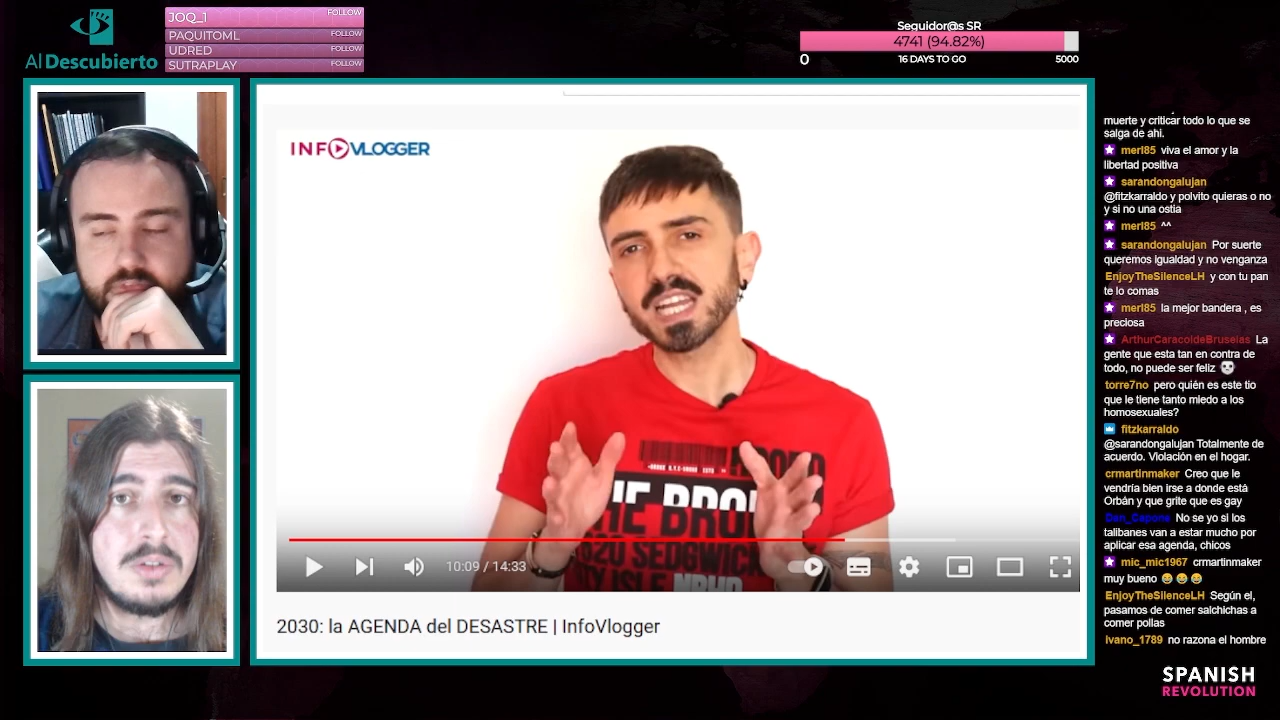 Al Descubierto
JOQ_1 FOLLOW
PAQUITOML FOLLOW
UDRED FOLLOW
SUTRAPLAY FOLLOW
Seguidor@s SR
4741 (94.82%)
0 16 DAYS TO GO 5000
INFOVLOGGER
THE BRO
1520 SEDGWICK
10:09 / 14:33
2030: la AGENDA del DESASTRE | InfoVlogger
muerte y criticar todo lo que se
salga de ahi.
merl85 viva el amor y la
libertad positiva
sarandongalujan
@fitzkarraldo y polvito quieras o no
y si no una ostia
merl85 ^^
sarandongalujan Por suerte
queremos igualdad y no venganza
EnjoyTheSilenceLH y con tu pan
te lo comas
merl85 la mejor bandera , es
preciosa
ArthurCaracoldeBruselas La
gente que esta tan en contra de
todo, no puede ser feliz
torre7no pero quién es este tio
que le tiene tanto miedo a los
homosexuales?
fitzkarraldo
@sarandongalujan Totalmente de
acuerdo. Violación en el hogar.
crmartinmaker Creo que le
vendría bien irse a donde está
Orbán y que grite que es gay
Dan_Capone No se yo si los
talibanes van a estar mucho por
aplicar esa agenda, chicos
mic_mic1967 crmartinmaker
muy bueno 😂😂😂
EnjoyTheSilenceLH Según el,
pasamos de comer salchichas a
comer pollas
ivano_1789 no razona el hombre
SPANISH
REVOLUTION